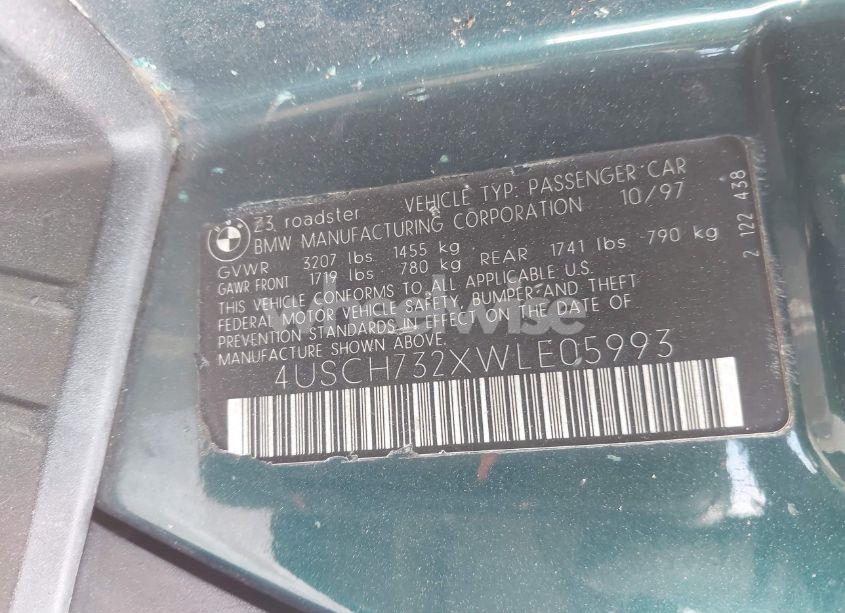 Z3 roadster VEHICLE TYP: PASSENGER CAR
BMW MANUFACTURING CORPORATION 10/97
GVWR 3207 lbs 1455 kg
GAWR FRONT 1719 lbs 780 kg REAR 1741 lbs -790 kg
THIS VEHICLE CONFORMS TO ALL APPLICABLE U.S.
FEDERAL MOTOR VEHICLE SAFETY, BUMPER AND THEFT
PREVENTION STANDARDS IN EFFECT ON THE DATE OF
MANUFACTURE SHOWN ABOVE.
4USCH732XWLE05993
2 122 438
wheelwise